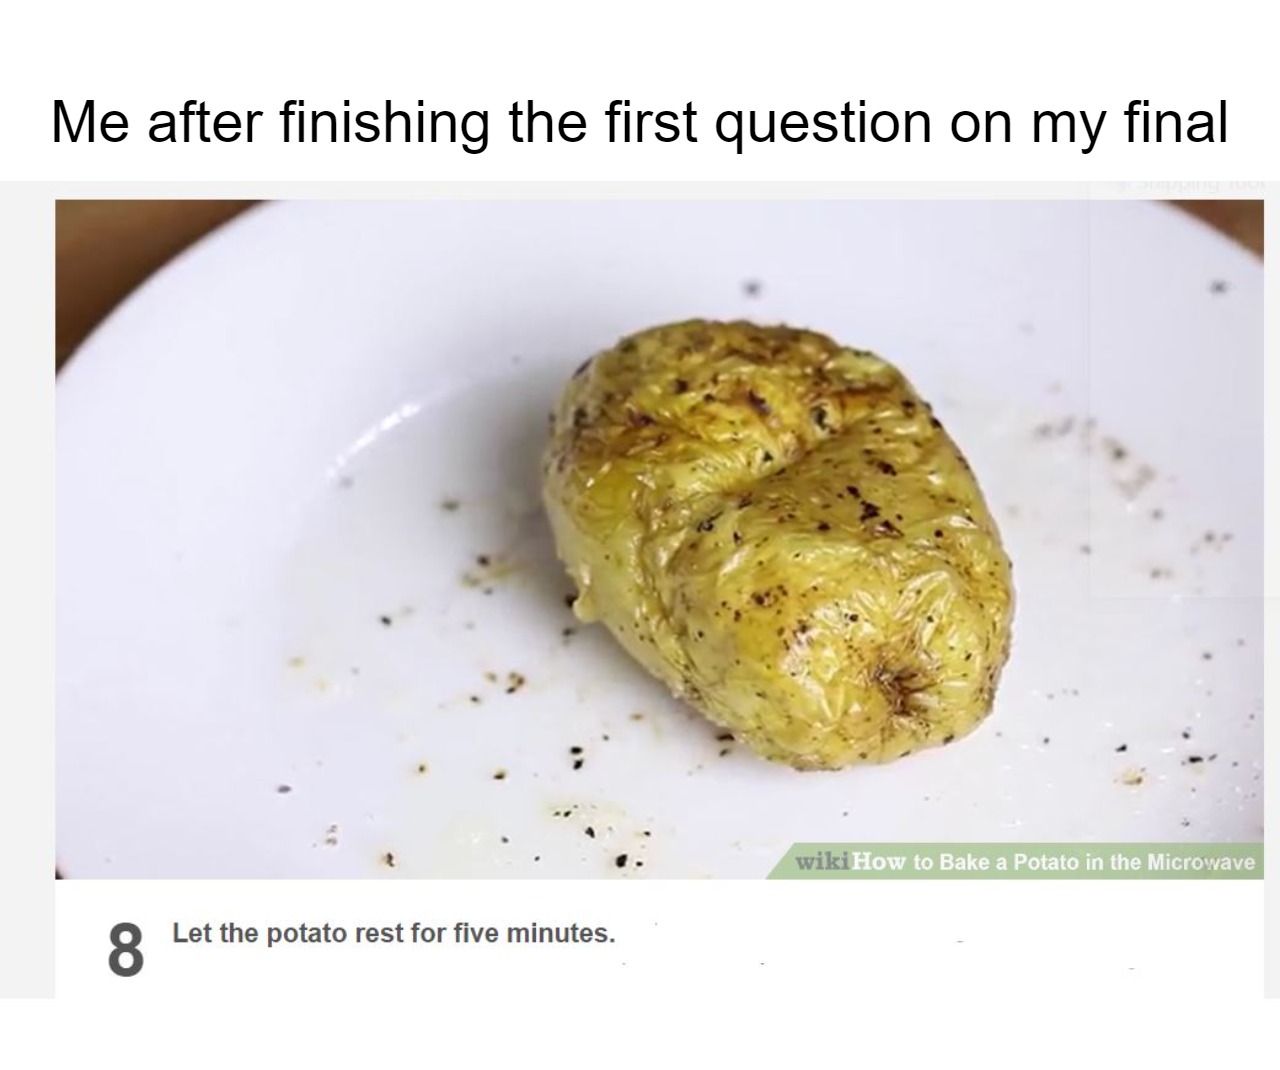 Me after finishing the first question on my final
wikiHow to Bake a Potato in the Microwave
8
Let the potato rest for five minutes.